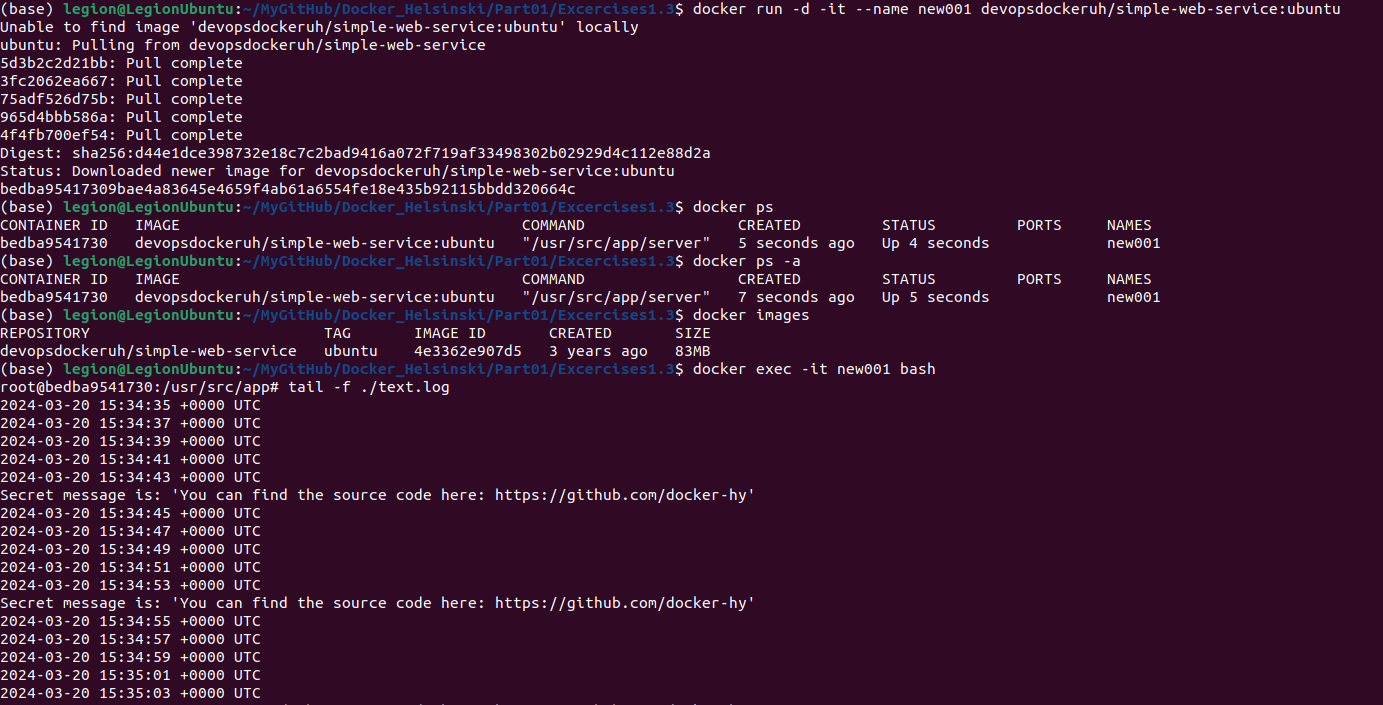 (base) legion@LegionUbuntu:~/MyGitHub/Docker_Helsinski/Part01/Excercises1.3$ docker run -d -it --name new001 devopsdockeruh/simple-web-service:ubuntu
Unable to find image 'devopsdockeruh/simple-web-service:ubuntu' locally
ubuntu: Pulling from devopsdockeruh/simple-web-service
5d3b2c2d21bb: Pull complete
3fc2062ea667: Pull complete
75adf526d75b: Pull complete
965d4bbb586a: Pull complete
4f4fb700ef54: Pull complete
Digest: sha256:d44e1dce398732e18c7c2bad9416a072f719af33498302b02929d4c112e88d2a
Status: Downloaded newer image for devopsdockeruh/simple-web-service:ubuntu
bedba95417309bae4a83645e4659f4ab61a6554fe18e435b92115bbdd320664c
(base) legion@LegionUbuntu:~/MyGitHub/Docker_Helsinski/Part01/Excercises1.3$ docker ps
CONTAINER ID   IMAGE                                      COMMAND                 CREATED         STATUS         PORTS     NAMES
bedba9541730   devopsdockeruh/simple-web-service:ubuntu   "/usr/src/app/server"   5 seconds ago   Up 4 seconds             new001
(base) legion@LegionUbuntu:~/MyGitHub/Docker_Helsinski/Part01/Excercises1.3$ docker ps -a
CONTAINER ID   IMAGE                                      COMMAND                 CREATED         STATUS         PORTS     NAMES
bedba9541730   devopsdockeruh/simple-web-service:ubuntu   "/usr/src/app/server"   7 seconds ago   Up 5 seconds             new001
(base) legion@LegionUbuntu:~/MyGitHub/Docker_Helsinski/Part01/Excercises1.3$ docker images
REPOSITORY                          TAG       IMAGE ID       CREATED       SIZE
devopsdockeruh/simple-web-service   ubuntu    4e3362e907d5   3 years ago   83MB
(base) legion@LegionUbuntu:~/MyGitHub/Docker_Helsinski/Part01/Excercises1.3$ docker exec -it new001 bash
root@bedba9541730:/usr/src/app# tail -f ./text.log
2024-03-20 15:34:35 +0000 UTC
2024-03-20 15:34:37 +0000 UTC
2024-03-20 15:34:39 +0000 UTC
2024-03-20 15:34:41 +0000 UTC
2024-03-20 15:34:43 +0000 UTC
Secret message is: 'You can find the source code here: https://github.com/docker-hy'
2024-03-20 15:34:45 +0000 UTC
2024-03-20 15:34:47 +0000 UTC
2024-03-20 15:34:49 +0000 UTC
2024-03-20 15:34:51 +0000 UTC
2024-03-20 15:34:53 +0000 UTC
Secret message is: 'You can find the source code here: https://github.com/docker-hy'
2024-03-20 15:34:55 +0000 UTC
2024-03-20 15:34:57 +0000 UTC
2024-03-20 15:34:59 +0000 UTC
2024-03-20 15:35:01 +0000 UTC
2024-03-20 15:35:03 +0000 UTC